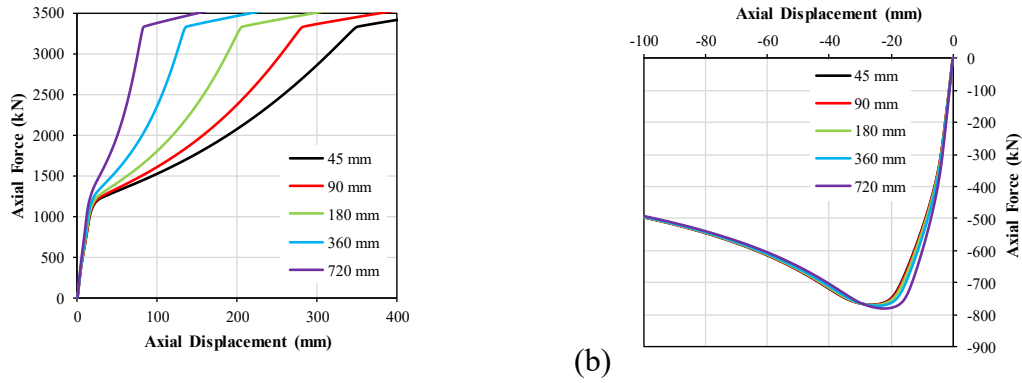 3500
3000
2500
2000
1500
1000
500
0
Axial Force (kN)
45 mm
90 mm
180 mm
360 mm
720 mm
0
100
200
300
400
Axial Displacement (mm)
(b)
Axial Displacement (mm)
-100
-80
-60
-40
-20
0
45 mm
90 mm
180 mm
360 mm
720 mm
0
-100
-200
-300
-400
-500
-600
-700
-800
-900
Axial Force (kN)